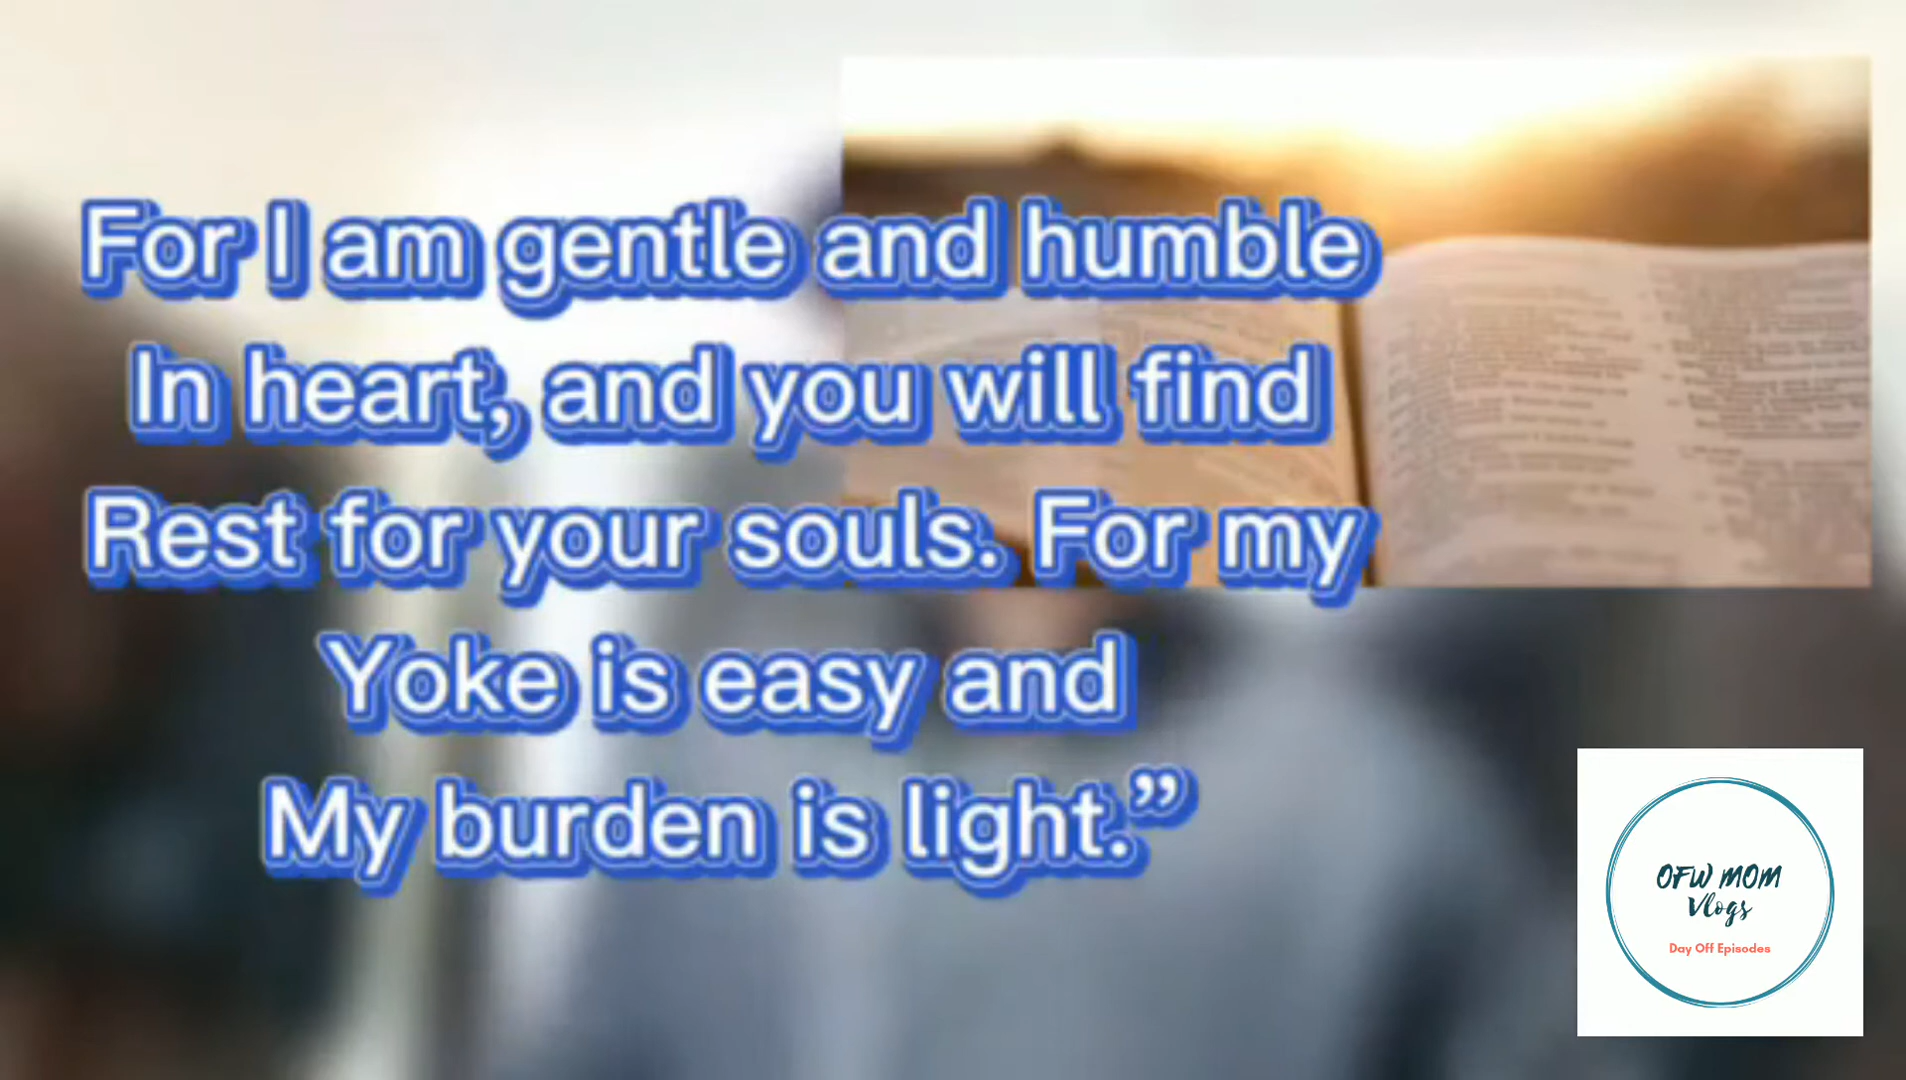 For I am gentle and humble
In heart, and you will find
Rest for your souls. For my
Yoke is easy and
My burden is light.”
OFW MOM
Vlogs
Day Off Episodes